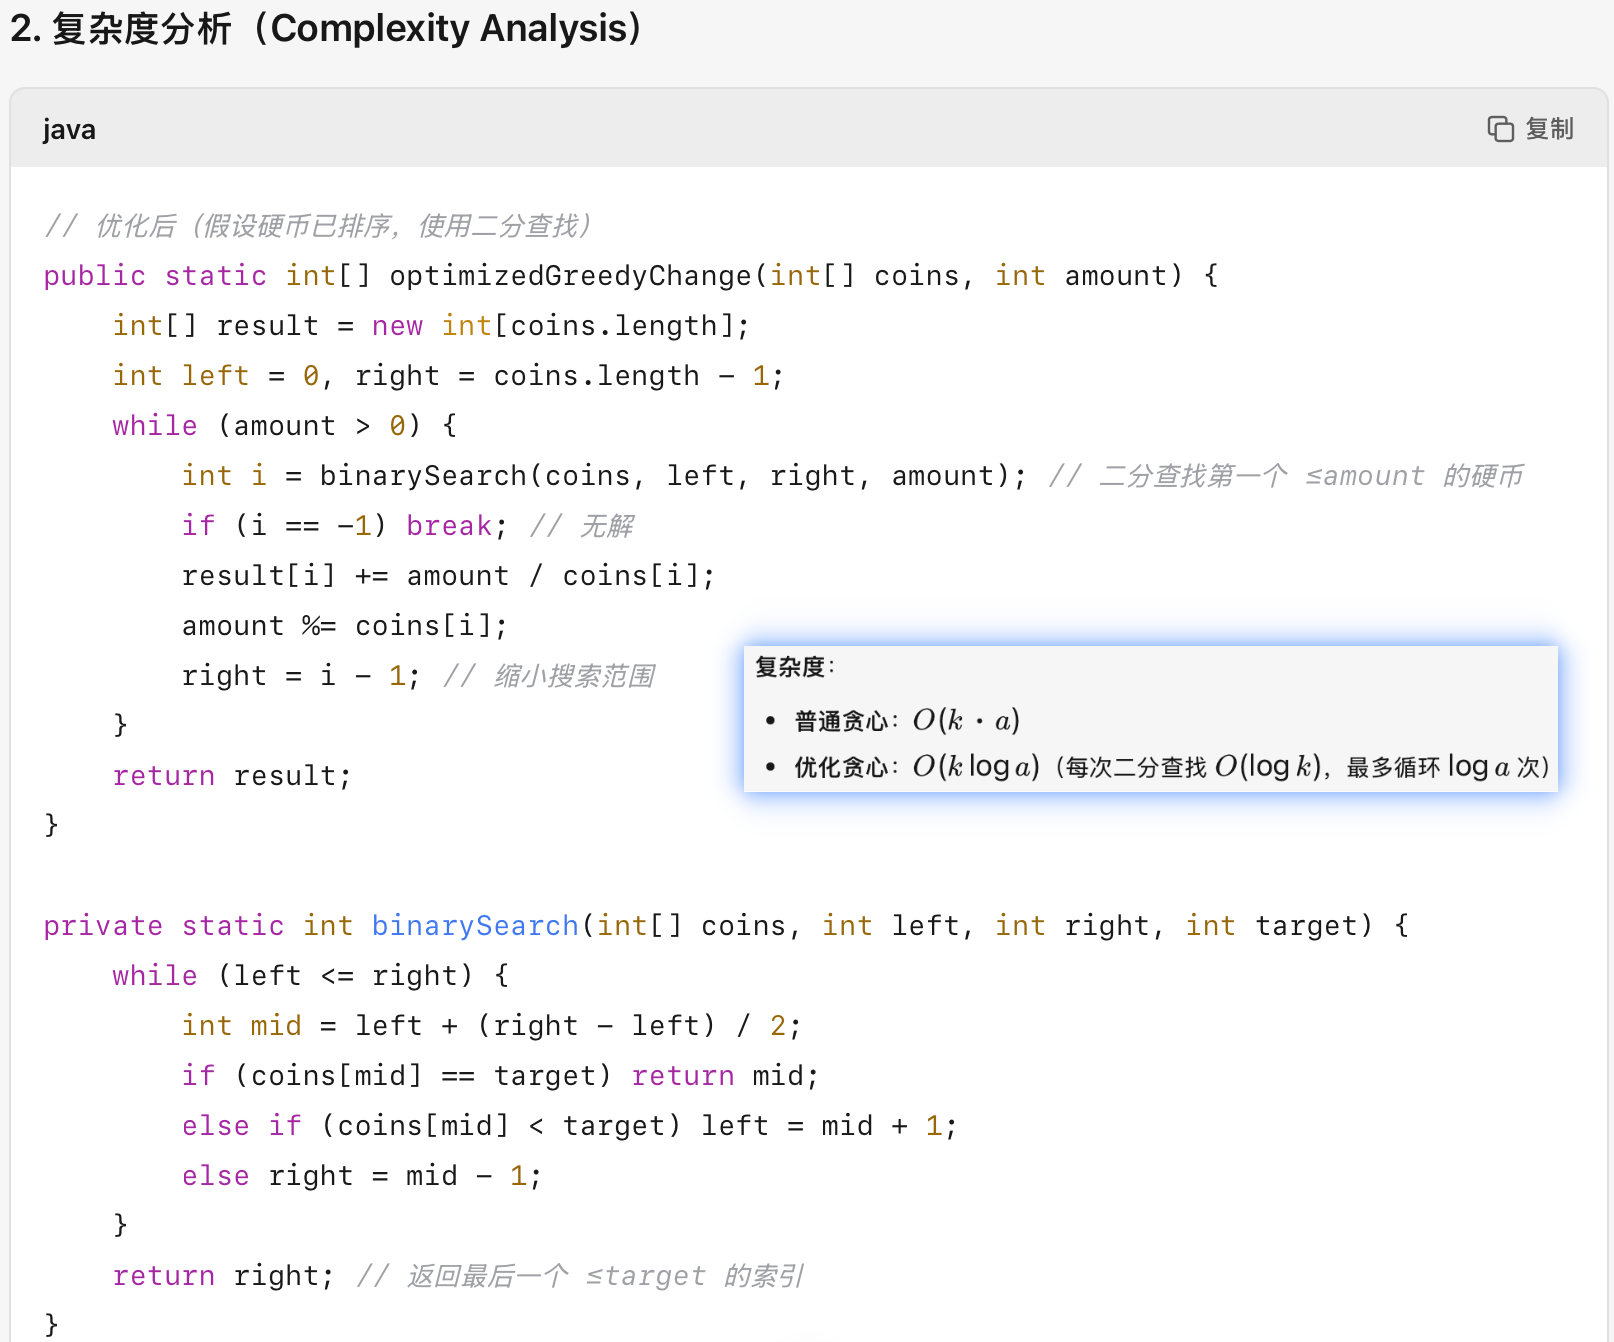 2. 复杂度分析（Complexity Analysis）
java
复制
// 优化后（假设硬币已排序，使用二分查找）
public static int[] optimizedGreedyChange(int[] coins, int amount) {
    int[] result = new int[coins.length];
    int left = 0, right = coins.length - 1;
    while (amount > 0) {
        int i = binarySearch(coins, left, right, amount); // 二分查找第一个 ≤amount 的硬币
        if (i == -1) break; // 无解
        result[i] += amount / coins[i];
        amount %= coins[i];
        right = i - 1; // 缩小搜索范围
    }
    return result;
}
复杂度：
• 普通贪心：O(k · a)
• 优化贪心：O(k log a)（每次二分查找 O(log k)，最多循环 log a 次）
private static int binarySearch(int[] coins, int left, int right, int target) {
    while (left <= right) {
        int mid = left + (right - left) / 2;
        if (coins[mid] == target) return mid;
        else if (coins[mid] < target) left = mid + 1;
        else right = mid - 1;
    }
    return right; // 返回最后一个 ≤target 的索引
}